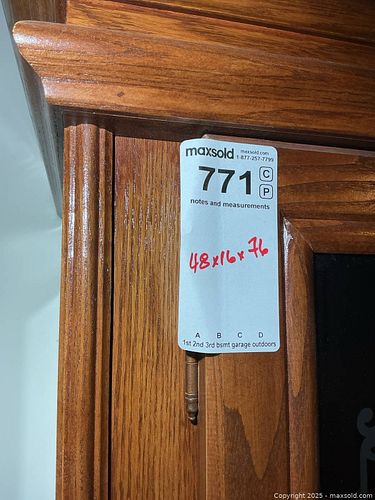 maxsold maxsold.com
1-877-257-7799
771 C
P
notes and measurements
48x16x76
A B C D
1st 2nd 3rd bsmt garage outdoors
Copyright 2025 - maxsold.com